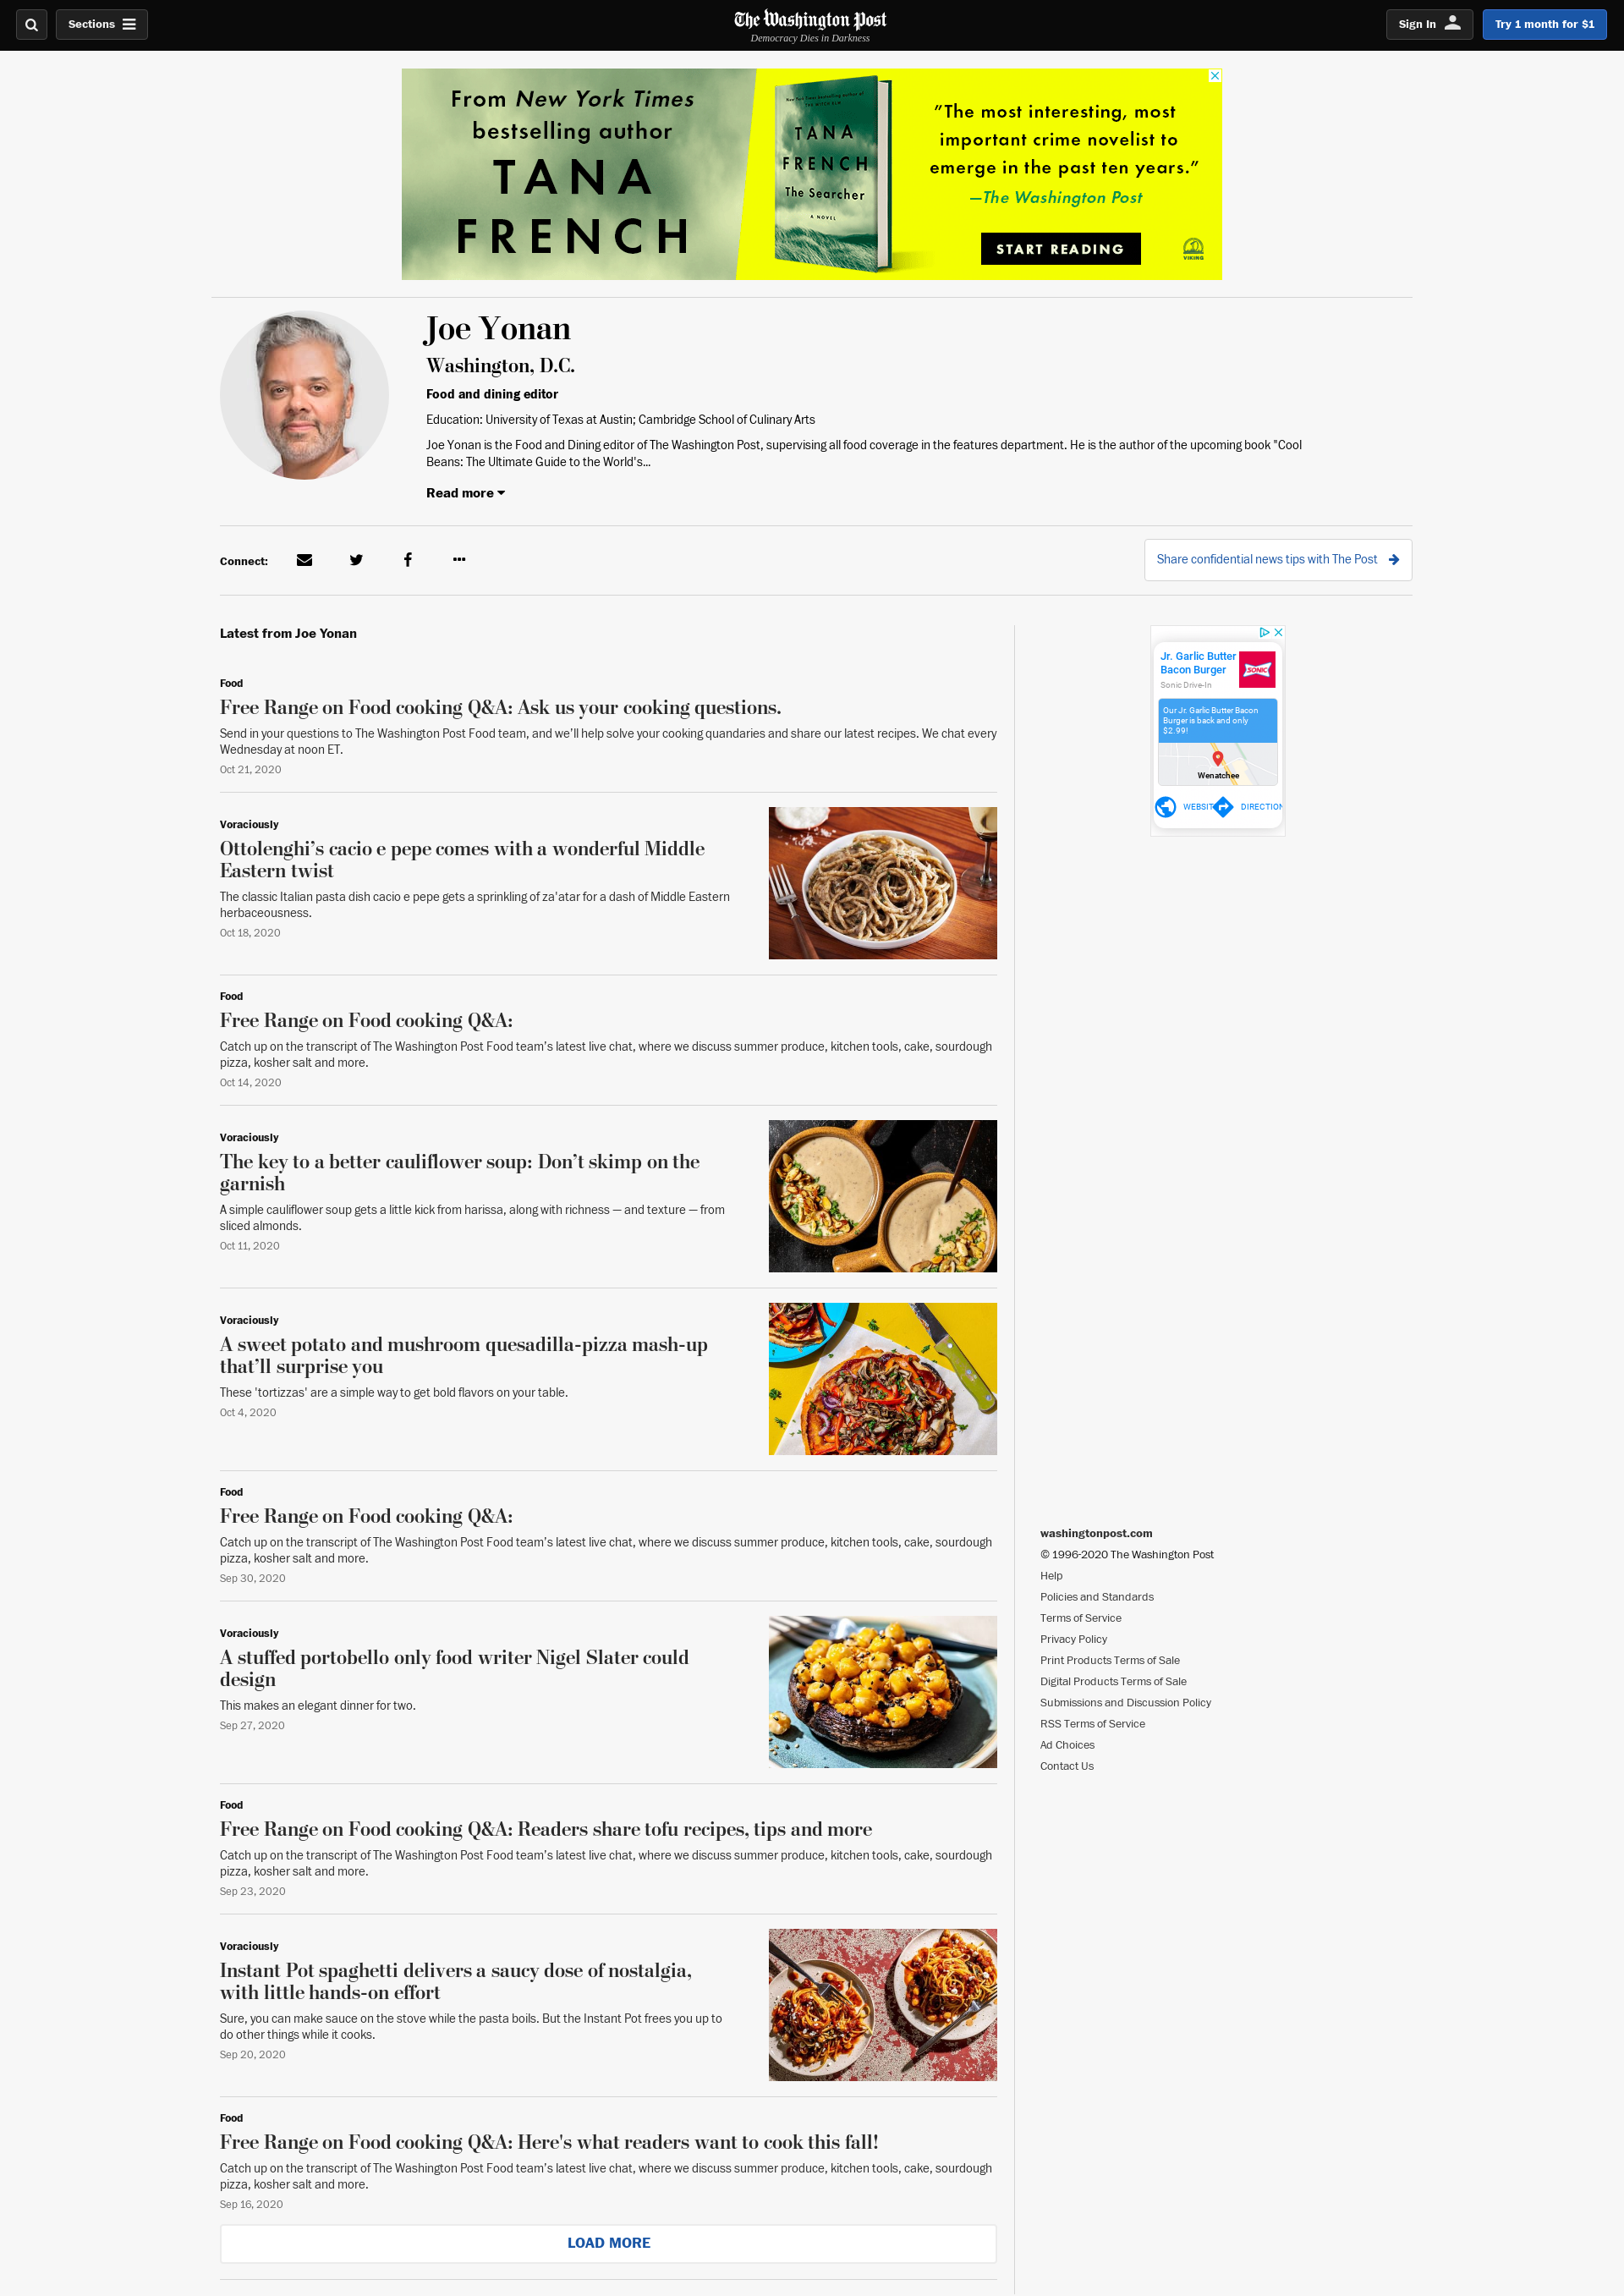 Sections
The Washington Post
Democracy Dies in Darkness
Sign In
Try 1 month for $1
From New York Times
bestselling author
TANA
FRENCH
New York Times bestselling author of
THE WITCH ELM
TANA
FRENCH
The Searcher
A NOVEL
"The most interesting, most
important crime novelist to
emerge in the past ten years."
—The Washington Post
START READING
VIKING
Joe Yonan
Washington, D.C.
Food and dining editor
Education: University of Texas at Austin; Cambridge School of Culinary Arts
Joe Yonan is the Food and Dining editor of The Washington Post, supervising all food coverage in the features department. He is the author of the upcoming book "Cool
Beans: The Ultimate Guide to the World's...
Read more
Connect:
Share confidential news tips with The Post
Latest from Joe Yonan
Food
Free Range on Food cooking Q&A: Ask us your cooking questions.
Send in your questions to The Washington Post Food team, and we’ll help solve your cooking quandaries and share our latest recipes. We chat every
Wednesday at noon ET.
Oct 21, 2020
Voraciously
Ottolenghi’s cacio e pepe comes with a wonderful Middle
Eastern twist
The classic Italian pasta dish cacio e pepe gets a sprinkling of za'atar for a dash of Middle Eastern
herbaceousness.
Oct 18, 2020
Food
Free Range on Food cooking Q&A:
Catch up on the transcript of The Washington Post Food team’s latest live chat, where we discuss summer produce, kitchen tools, cake, sourdough
pizza, kosher salt and more.
Oct 14, 2020
Voraciously
The key to a better cauliflower soup: Don’t skimp on the
garnish
A simple cauliflower soup gets a little kick from harissa, along with richness — and texture — from
sliced almonds.
Oct 11, 2020
Voraciously
A sweet potato and mushroom quesadilla-pizza mash-up
that’ll surprise you
These 'tortizzas' are a simple way to get bold flavors on your table.
Oct 4, 2020
Food
Free Range on Food cooking Q&A:
Catch up on the transcript of The Washington Post Food team’s latest live chat, where we discuss summer produce, kitchen tools, cake, sourdough
pizza, kosher salt and more.
Sep 30, 2020
Voraciously
A stuffed portobello only food writer Nigel Slater could
design
This makes an elegant dinner for two.
Sep 27, 2020
Food
Free Range on Food cooking Q&A: Readers share tofu recipes, tips and more
Catch up on the transcript of The Washington Post Food team’s latest live chat, where we discuss summer produce, kitchen tools, cake, sourdough
pizza, kosher salt and more.
Sep 23, 2020
Voraciously
Instant Pot spaghetti delivers a saucy dose of nostalgia,
with little hands-on effort
Sure, you can make sauce on the stove while the pasta boils. But the Instant Pot frees you up to
do other things while it cooks.
Sep 20, 2020
Food
Free Range on Food cooking Q&A: Here's what readers want to cook this fall!
Catch up on the transcript of The Washington Post Food team’s latest live chat, where we discuss summer produce, kitchen tools, cake, sourdough
pizza, kosher salt and more.
Sep 16, 2020
LOAD MORE
Jr. Garlic Butter
Bacon Burger
Sonic Drive-In
SONIC
Our Jr. Garlic Butter Bacon
Burger is back and only
$2.99!
Wenatchee
WEBSIT
DIRECTION
washingtonpost.com
© 1996-2020 The Washington Post
Help
Policies and Standards
Terms of Service
Privacy Policy
Print Products Terms of Sale
Digital Products Terms of Sale
Submissions and Discussion Policy
RSS Terms of Service
Ad Choices
Contact Us